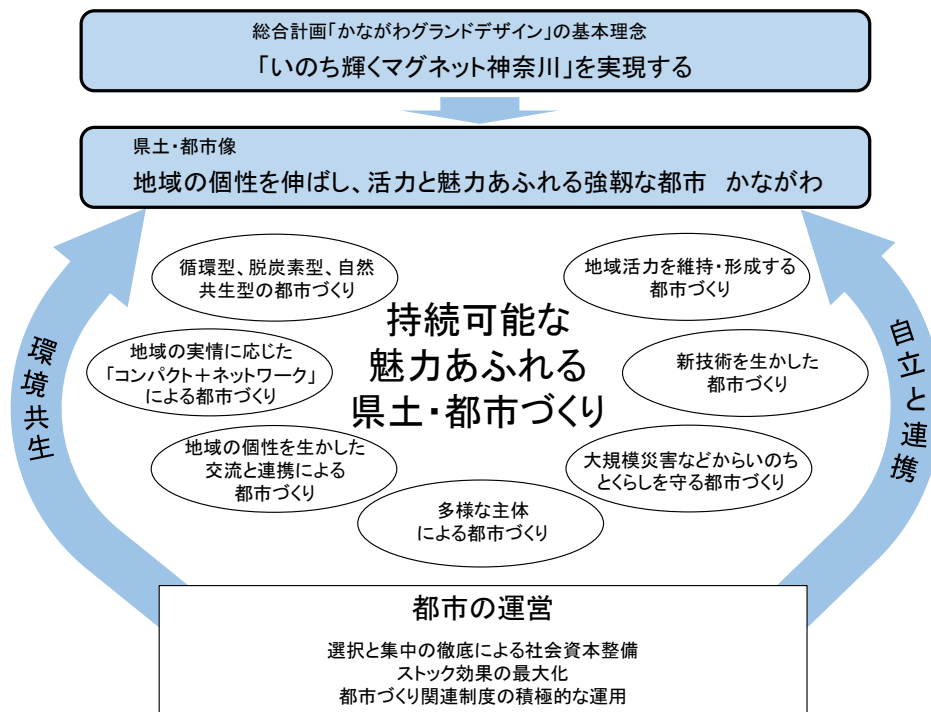 総合計画「かながわグランドデザイン」の基本理念
「いのち輝くマグネット神奈川」を実現する
県土・都市像
地域の個性を伸ばし、活力と魅力あふれる強靱な都市　かながわ
循環型、脱炭素型、自然
共生型の都市づくり
地域活力を維持・形成する
都市づくり
持続可能な
魅力あふれる
県土・都市づくり
地域の実情に応じた
「コンパクト＋ネットワーク」
による都市づくり
新技術を生かした
都市づくり
環境共生
自立と連携
地域の個性を生かした
交流と連携による
都市づくり
大規模災害などからいのち
とくらしを守る都市づくり
多様な主体
による都市づくり
都市の運営
選択と集中の徹底による社会資本整備
ストック効果の最大化
都市づくり関連制度の積極的な運用